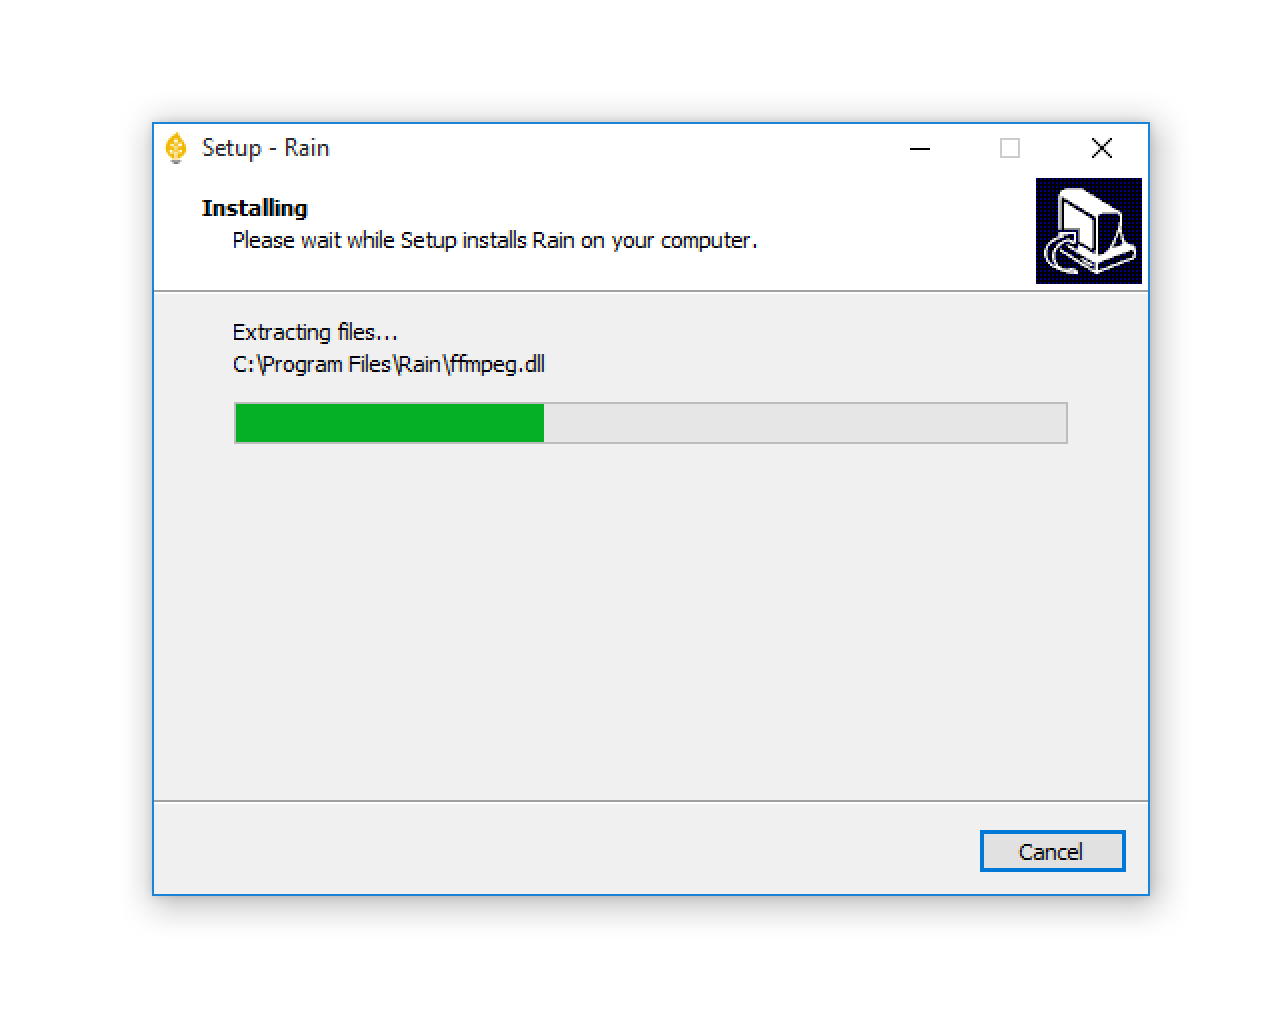 Setup - Rain
Installing
Please wait while Setup installs Rain on your computer.
Extracting files...
C:\Program Files\Rain\ffmpeg.dll
Cancel